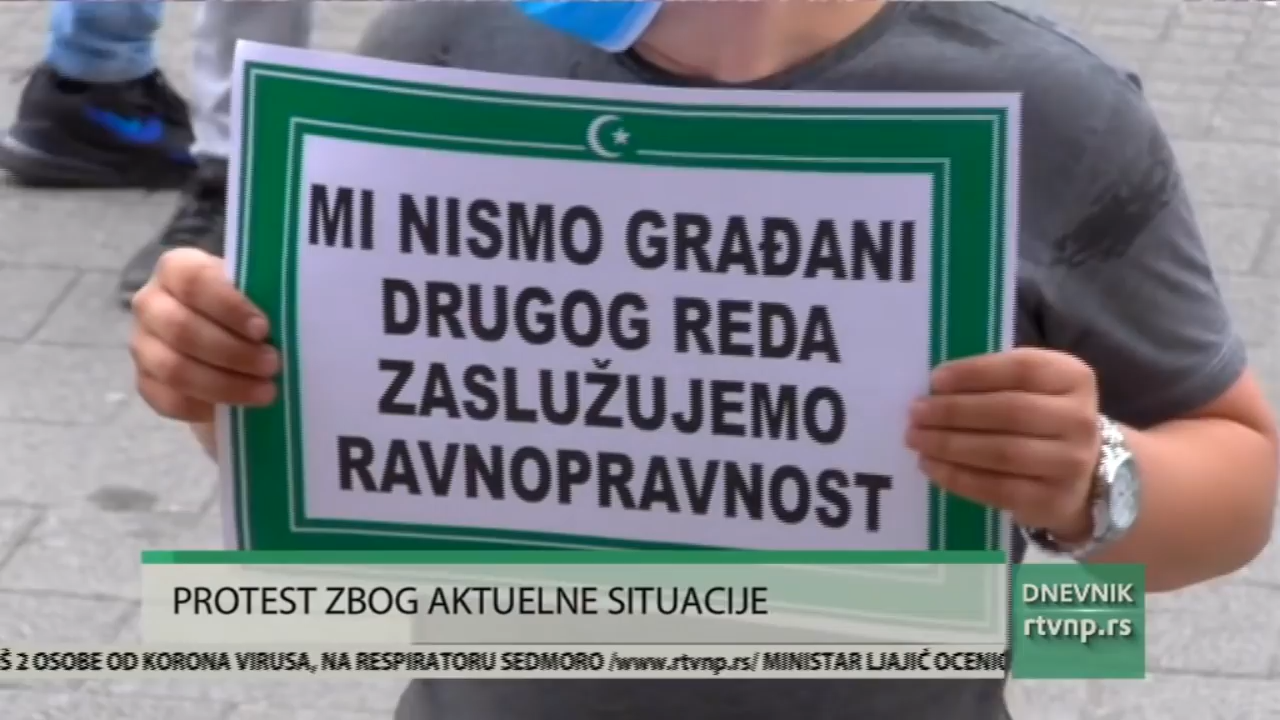 MI NISMO GRAĐANI
DRUGOG REDA
ZASLUŽUJEMO
RAVNOPRAVNOST
PROTEST ZBOG AKTUELNE SITUACIJE
DNEVNIK
rtvnp.rs
Š 2 OSOBE OD KORONA VIRUSA, NA RESPIRATORU SEDMORO /www.rtvnp.rs/ MINISTAR LJAJIĆ OCENIO